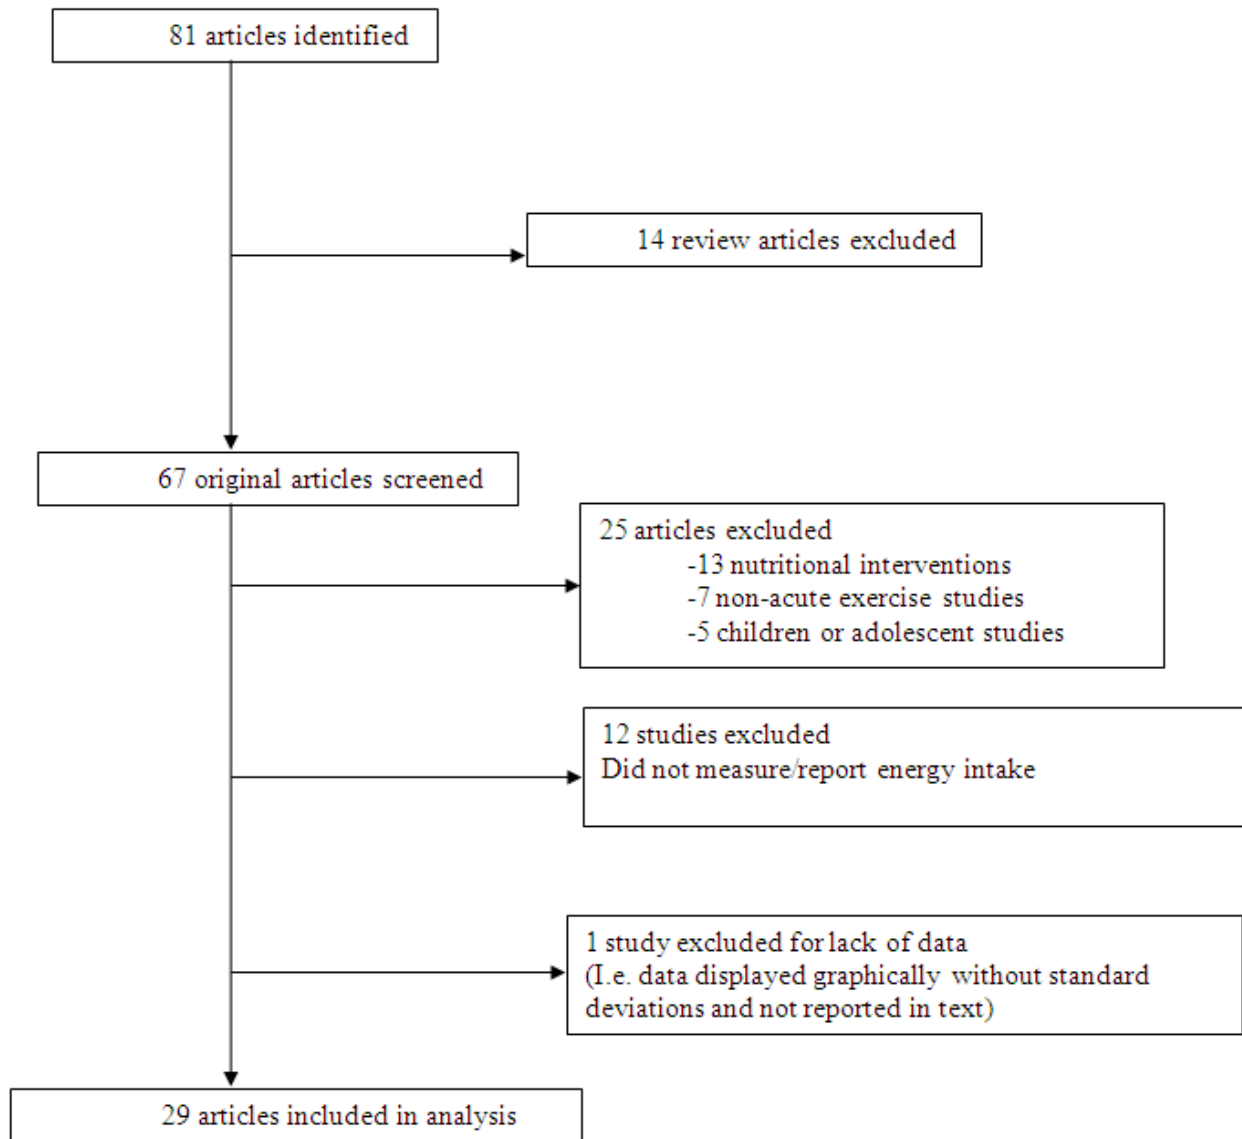 81 articles identified
14 review articles excluded
67 original articles screened
25 articles excluded
-13 nutritional interventions
-7 non-acute exercise studies
-5 children or adolescent studies
12 studies excluded
Did not measure/report energy intake
1 study excluded for lack of data
(I.e. data displayed graphically without standard
deviations and not reported in text)
29 articles included in analysis